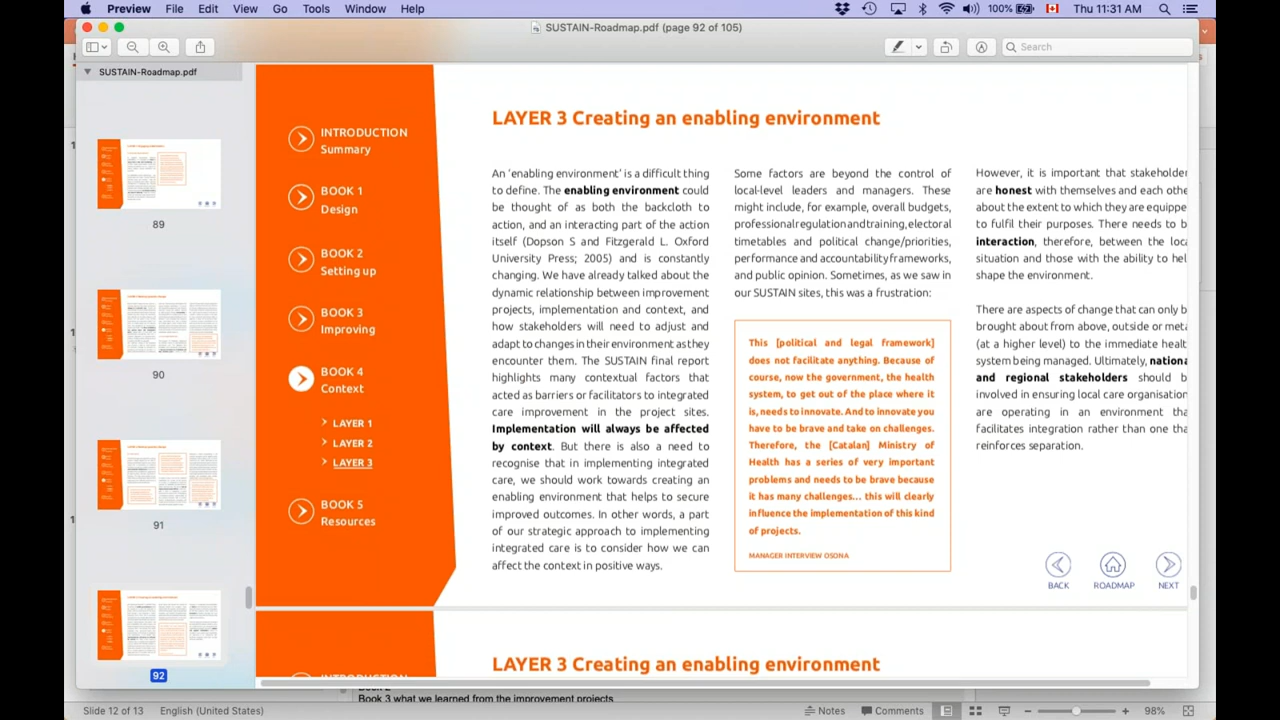 Preview File Edit View Go Tools Window Help
100% Thu 11:31 AM
SUSTAIN-Roadmap.pdf (page 92 of 105)
Search
SUSTAIN-Roadmap.pdf
89
90
91
92
INTRODUCTION
Summary
BOOK 1
Design
BOOK 2
Setting up
BOOK 3
Improving
BOOK 4
Context
LAYER 1
LAYER 2
LAYER 3
BOOK 5
Resources
LAYER 3 Creating an enabling environment
An 'enabling environment' is a difficult thing
to define. The enabling environment could
be thought of as both the backcloth to
action, and an interacting part of the action
itself (Dopson S and Fitzgerald L. Oxford
University Press; 2005) and is constantly
changing. We have already talked about the
dynamic relationship between improvement
projects, implementation and context, and
how stakeholders will need to adjust and
adapt to changes in their environment as they
encounter them. The SUSTAIN final report
highlights many contextual factors that
acted as barriers or facilitators to integrated
care improvement in the project sites.
Implementation will always be affected
by context. But there is also a need to
recognise that in implementing integrated
care, we should work towards creating an
enabling environment that helps to secure
improved outcomes. In other words, a part
of our strategic approach to implementing
integrated care is to consider how we can
affect the context in positive ways.
Some factors are beyond the control of
local-level leaders and managers. These
might include, for example, overall budgets,
professional regulation and training, electoral
timetables and political change/priorities,
performance and accountability frameworks,
and public opinion. Sometimes, as we saw in
our SUSTAIN sites, this was a frustration:
This [political and legal framework]
does not facilitate anything. Because of
course, now the government, the health
system, to get out of the place where it
is, needs to innovate. And to innovate you
have to be brave and take on challenges.
Therefore, the [Catalan] Ministry of
Health has a series of very important
problems and needs to be brave because
it has many challenges... this will clearly
influence the implementation of this kind
of projects.
MANAGER INTERVIEW OSONA
However, it is important that stakeholder
are honest with themselves and each othe
about the extent to which they are equippe
to fulfil their purposes. There needs to b
interaction, therefore, between the loca
situation and those with the ability to hel
shape the environment.
There are aspects of change that can only b
brought about from above, outside or meta
(at a higher level) to the immediate health
system being managed. Ultimately, nationa
and regional stakeholders should b
involved in ensuring local care organisation
are operating in an environment tha
facilitates integration rather than one tha
reinforces separation.
BACK ROADMAP NEXT
LAYER 3 Creating an enabling environment
Book 3 what we learned from the improvement projects
Slide 12 of 13 English (United States) Notes Comments 98%